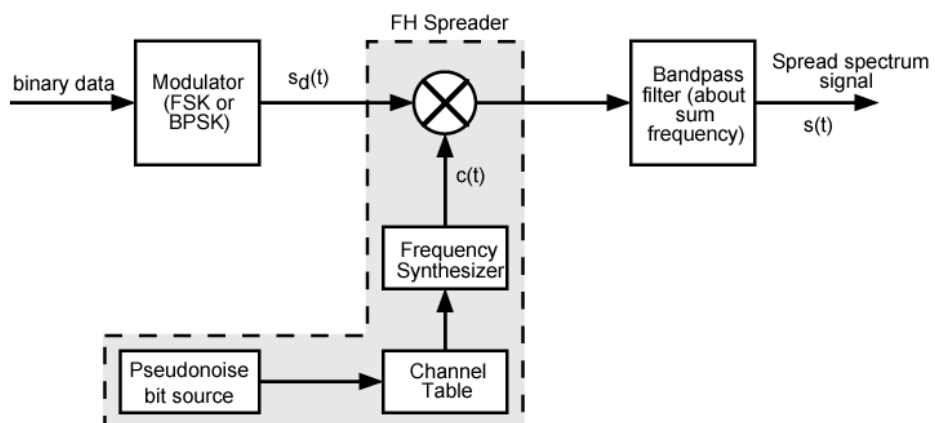 FH Spreader
binary data
Modulator
(FSK or
BPSK)
sd(t)
Bandpass
filter (about
sum
frequency)
Spread spectrum
signal
s(t)
c(t)
Frequency
Synthesizer
Pseudonoise
bit source
Channel
Table